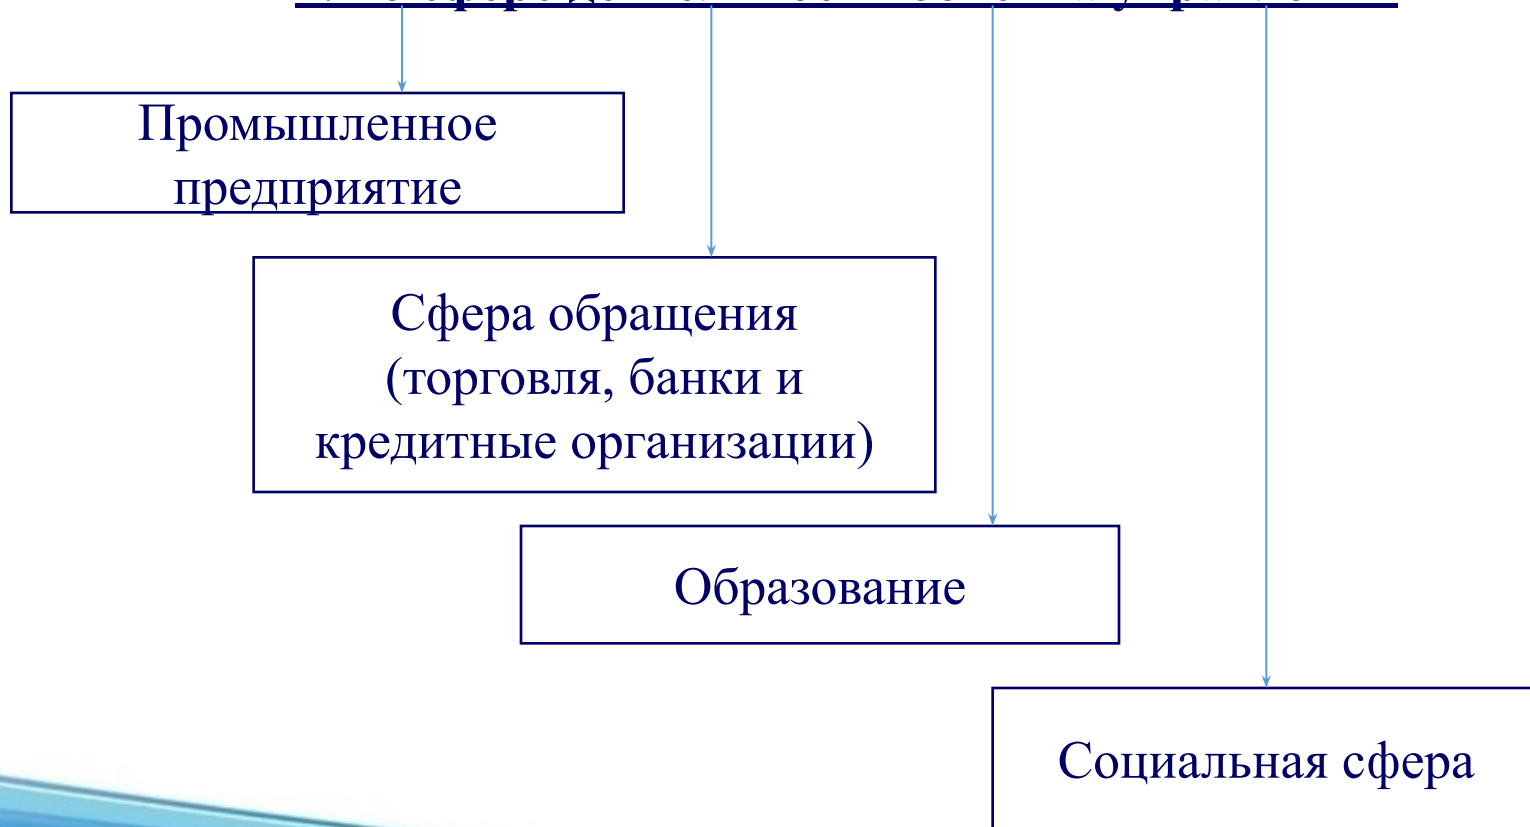 Промышленное
предприятие
Сфера обращения
(торговля, банки и
кредитные организации)
Образование
Социальная сфера